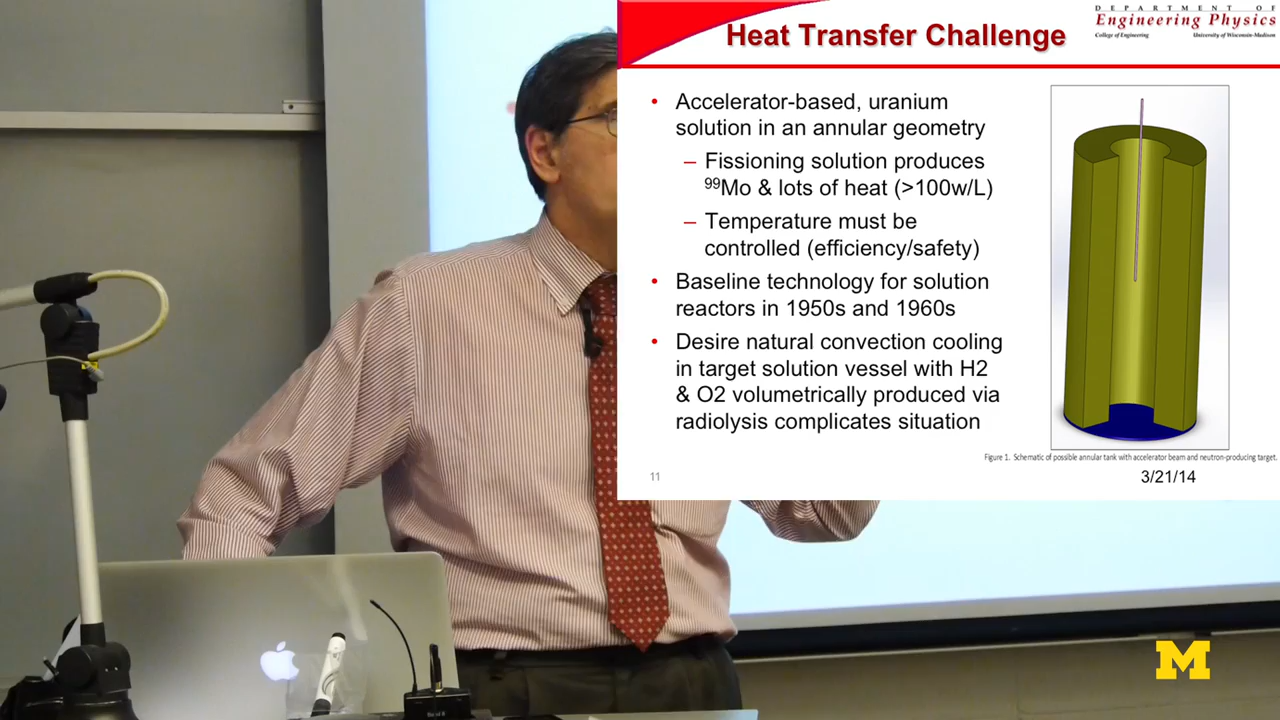 Heat Transfer Challenge
DEPARTMENT OF
Engineering Physics
College of Engineering University of Wisconsin-Madison
• Accelerator-based, uranium
solution in an annular geometry
– Fissioning solution produces
99Mo & lots of heat (>100w/L)
– Temperature must be
controlled (efficiency/safety)
• Baseline technology for solution
reactors in 1950s and 1960s
• Desire natural convection cooling
in target solution vessel with H2
& O2 volumetrically produced via
radiolysis complicates situation
Figure 1. Schematic of possible annular tank with accelerator beam and neutron-producing target.
11
3/21/14
M